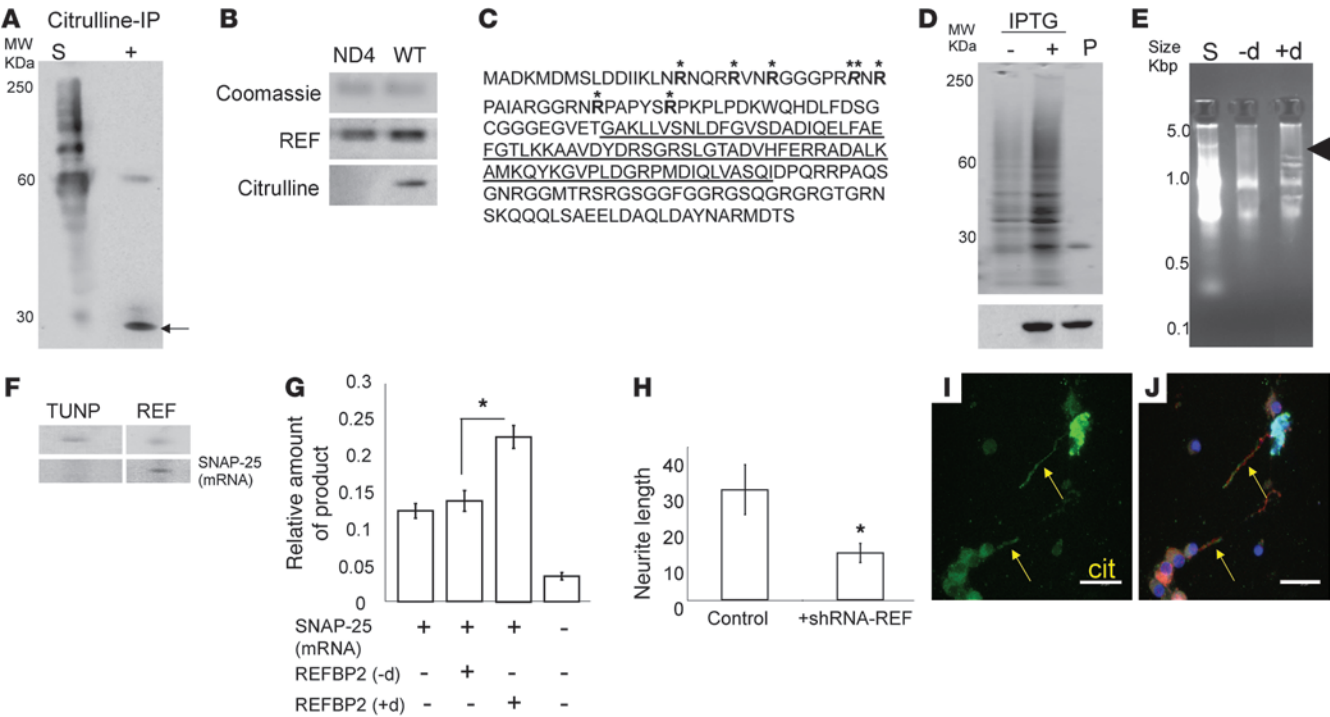 A
Citrulline-IP
MW
KDa
S +
250
60
30
B
ND4 WT
Coomassie
REF
Citrulline
C
* * * ** *
MADKMDMSLDDIIKLNRNQRRVNRGGGPRRNR
* *
PAIARGGRNRPAPYSRPKPLPDKWQHDLFDSG
CGGGEGVETGAKLLVSNLDFGVSDADIQELFAE
FGTLKKAAVDYDRSGRSLGTADVHFERRADALK
AMKQYKGVPLDGRPMDIQLVASQIDPQRRPAQS
GNRGGMTRSRGSGGFGGRGSQGRGRGTGRN
SKQQQLSAEELDAQLDAYNARMDTS
D
MW
KDa
IPTG
- + P
250
60
30
E
Size
Kbp
S -d +d
5.0
1.0
0.5
0.1
F
TUNP REF
SNAP-25
(mRNA)
G
Relative amount
of product
0.3
0.25
0.2
0.15
0.1
0.05
0
*
SNAP-25
(mRNA)
+ + + -
REFBP2 (-d) - + - -
REFBP2 (+d) - - + -
H
Neurite length
40
30
20
10
0
*
Control +shRNA-REF
I
cit
J